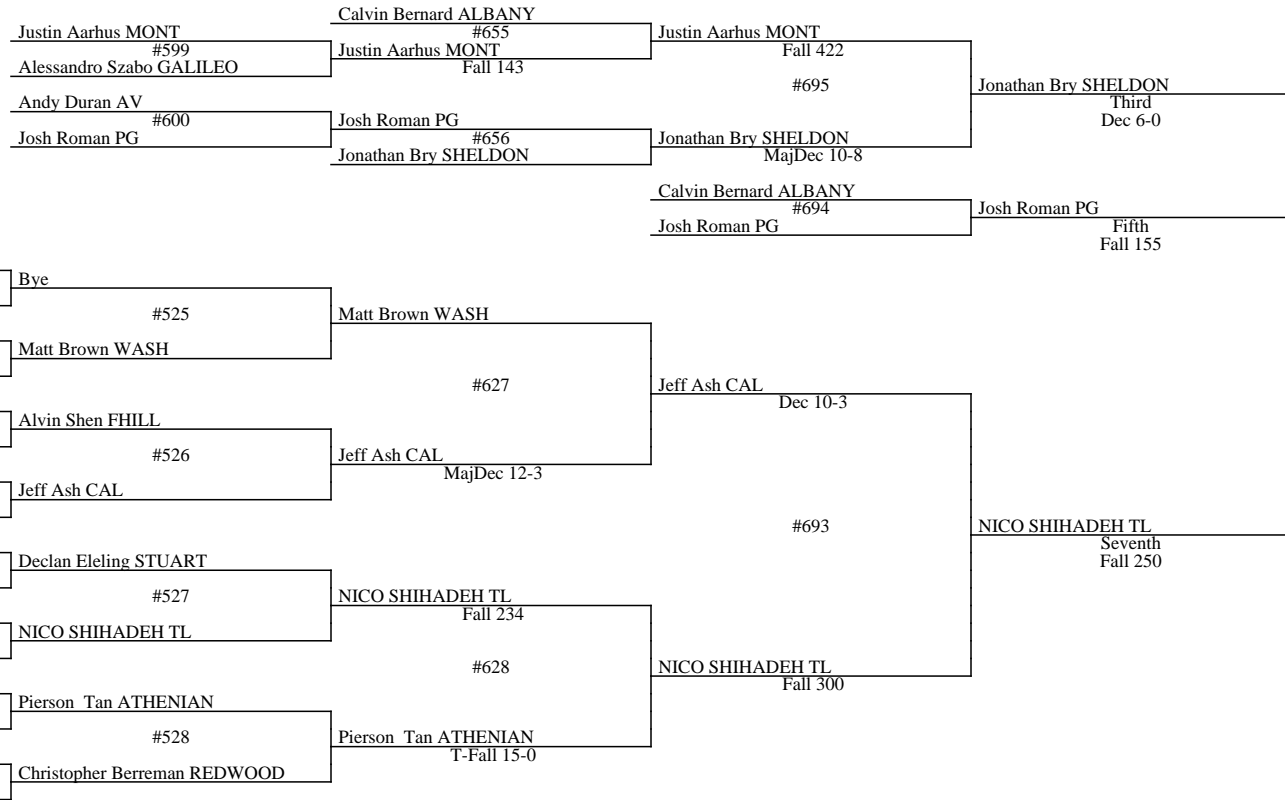 Calvin Bernard ALBANY
Justin Aarhus MONT
#655
Justin Aarhus MONT
#599
Justin Aarhus MONT
Fall 422
Alessandro Szabo GALILEO
Fall 143
#695
Jonathan Bry SHELDON
Andy Duran AV
Third
#600
Josh Roman PG
Dec 6-0
Josh Roman PG
#656
Jonathan Bry SHELDON
Jonathan Bry SHELDON
MajDec 10-8
Calvin Bernard ALBANY
#694
Josh Roman PG
Josh Roman PG
Fifth
Fall 155
Bye
#525
Matt Brown WASH
Matt Brown WASH
#627
Jeff Ash CAL
Dec 10-3
Alvin Shen FHILL
#526
Jeff Ash CAL
MajDec 12-3
Jeff Ash CAL
#693
NICO SHIHADEH TL
Seventh
Fall 250
Declan Eleling STUART
#527
NICO SHIHADEH TL
Fall 234
NICO SHIHADEH TL
#628
NICO SHIHADEH TL
Fall 300
Pierson Tan ATHENIAN
#528
Pierson Tan ATHENIAN
T-Fall 15-0
Christopher Berreman REDWOOD